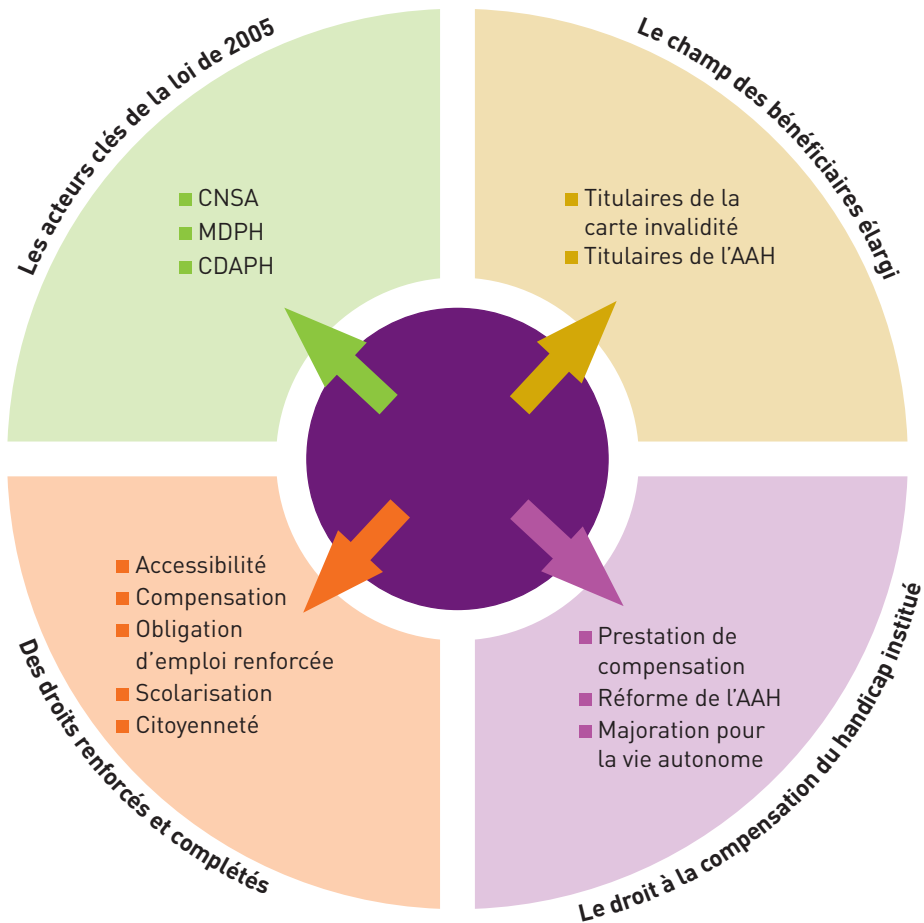 Les acteurs clés de la loi de 2005
CNSA
MDPH
CDAPH
Le champ des bénéficiaires élargi
Titulaires de la
carte invalidité
Titulaires de l’AAH
Des droits renforcés et complétés
Accessibilité
Compensation
Obligation
d’emploi renforcée
Scolarisation
Citoyenneté
Le droit à la compensation du handicap institué
Prestation de
compensation
Réforme de l’AAH
Majoration pour
la vie autonome